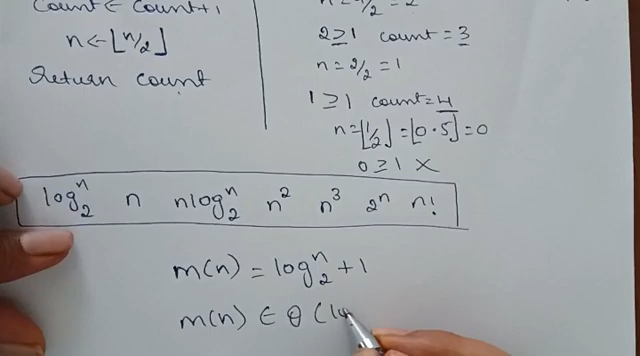 Count ← Count+1
n ← ⌊n/2⌋
Return Count
2 ≥ 1 count = 3
n = 2/2 = 1
1 ≥ 1 count = 4
n = ⌊1/2⌋ = ⌊0.5⌋ = 0
0 ≥ 1 ×
log₂ⁿ n nlog₂ⁿ n² n³ 2ⁿ n!
m(n) = log₂ⁿ + 1
m(n) ∈ θ (lo